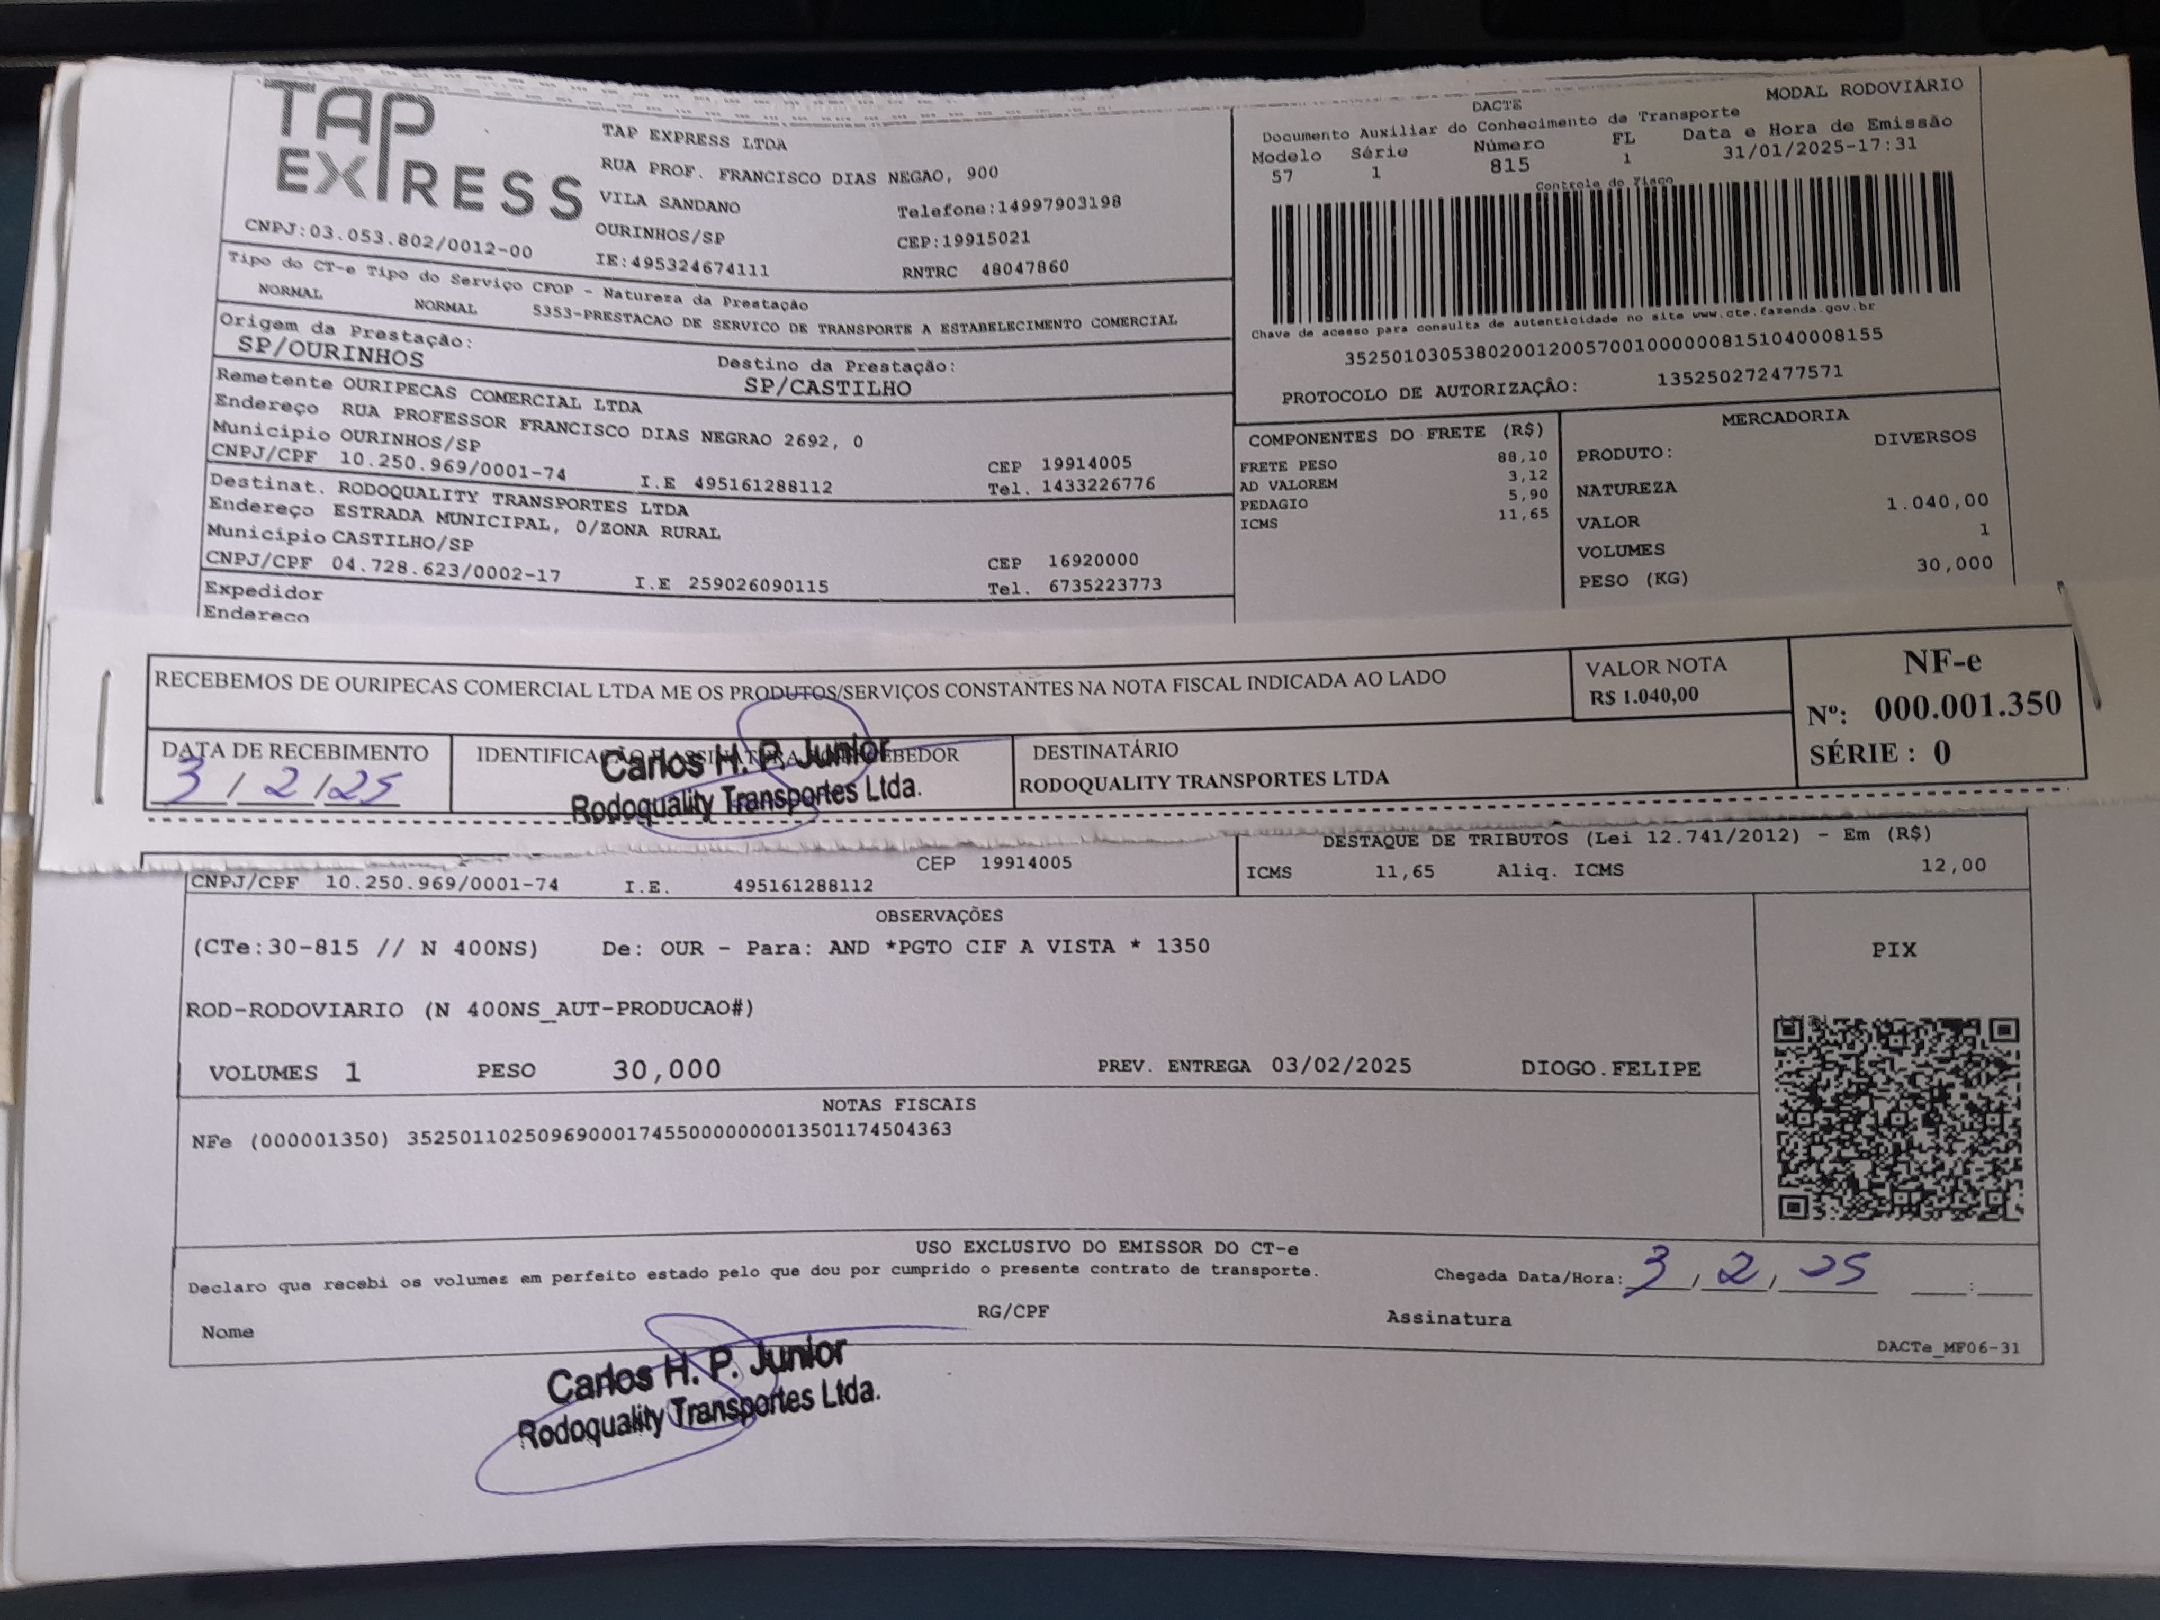 TAP
EXPRESS
CNPJ:03.053.802/0012-00
TAP EXPRESS LTDA
RUA PROF. FRANCISCO DIAS NEGAO, 900
VILA SANDANO
Telefone:14997903198
OURINHOS/SP
CEP:19915021
IE:495324674111
RNTRC 48047860
MODAL RODOVIÁRIO
DACTE
Documento Auxiliar do Conhecimento de Transporte
Modelo Série Número FL Data e Hora de Emissão
57 1 815 1 31/01/2025-17:31
Controle do Fisco
Chave de acesso para consulta de autenticidade no site www.cte.fazenda.gov.br
35250103053802001200570010000008151040008155
PROTOCOLO DE AUTORIZAÇÃO: 135250272477571
Tipo do CT-e Tipo do Serviço CFOP - Natureza da Prestação
NORMAL NORMAL 5353-PRESTACAO DE SERVICO DE TRANSPORTE A ESTABELECIMENTO COMERCIAL
Origem da Prestação: Destino da Prestação:
SP/OURINHOS SP/CASTILHO
Remetente OURIPECAS COMERCIAL LTDA
Endereço RUA PROFESSOR FRANCISCO DIAS NEGRAO 2692, 0
Municipio OURINHOS/SP CEP 19914005
CNPJ/CPF 10.250.969/0001-74 I.E 495161288112 Tel. 1433226776
Destinat. RODOQUALITY TRANSPORTES LTDA
Endereço ESTRADA MUNICIPAL, 0/ZONA RURAL
Municipio CASTILHO/SP CEP 16920000
CNPJ/CPF 04.728.623/0002-17 I.E 259026090115 Tel. 6735223773
Expedidor
Endereco
COMPONENTES DO FRETE (R$)
FRETE PESO 88,10
AD VALOREM 3,12
PEDAGIO 5,90
ICMS 11,65
MERCADORIA
PRODUTO: DIVERSOS
NATUREZA
VALOR 1.040,00
VOLUMES 1
PESO (KG) 30,000
RECEBEMOS DE OURIPECAS COMERCIAL LTDA ME OS PRODUTOS/SERVIÇOS CONSTANTES NA NOTA FISCAL INDICADA AO LADO
VALOR NOTA
R$ 1.040,00
NF-e
Nº: 000.001.350
SÉRIE : 0
DATA DE RECEBIMENTO
3/2/25
IDENTIFICAÇÃO E ASSINATURA DO RECEBEDOR
Carlos H. P. Junior
Rodoquality Transportes Ltda.
DESTINATÁRIO
RODOQUALITY TRANSPORTES LTDA
CEP 19914005
CNPJ/CPF 10.250.969/0001-74 I.E. 495161288112
DESTAQUE DE TRIBUTOS (Lei 12.741/2012) - Em (R$)
ICMS 11,65 Aliq. ICMS 12,00
OBSERVAÇÕES
(CTe:30-815 // N 400NS) De: OUR - Para: AND *PGTO CIF A VISTA * 1350
ROD-RODOVIARIO (N 400NS_AUT-PRODUCAO#)
VOLUMES 1 PESO 30,000 PREV. ENTREGA 03/02/2025 DIOGO.FELIPE
PIX
NOTAS FISCAIS
NFe (000001350) 35250110250969000174550000000013501174504363
USO EXCLUSIVO DO EMISSOR DO CT-e
Declaro que recebi os volumes em perfeito estado pelo que dou por cumprido o presente contrato de transporte.
Chegada Data/Hora: 3/2/25 __:__
Nome RG/CPF Assinatura
DACTe_MF06-31
Carlos H. P. Junior
Rodoquality Transportes Ltda.